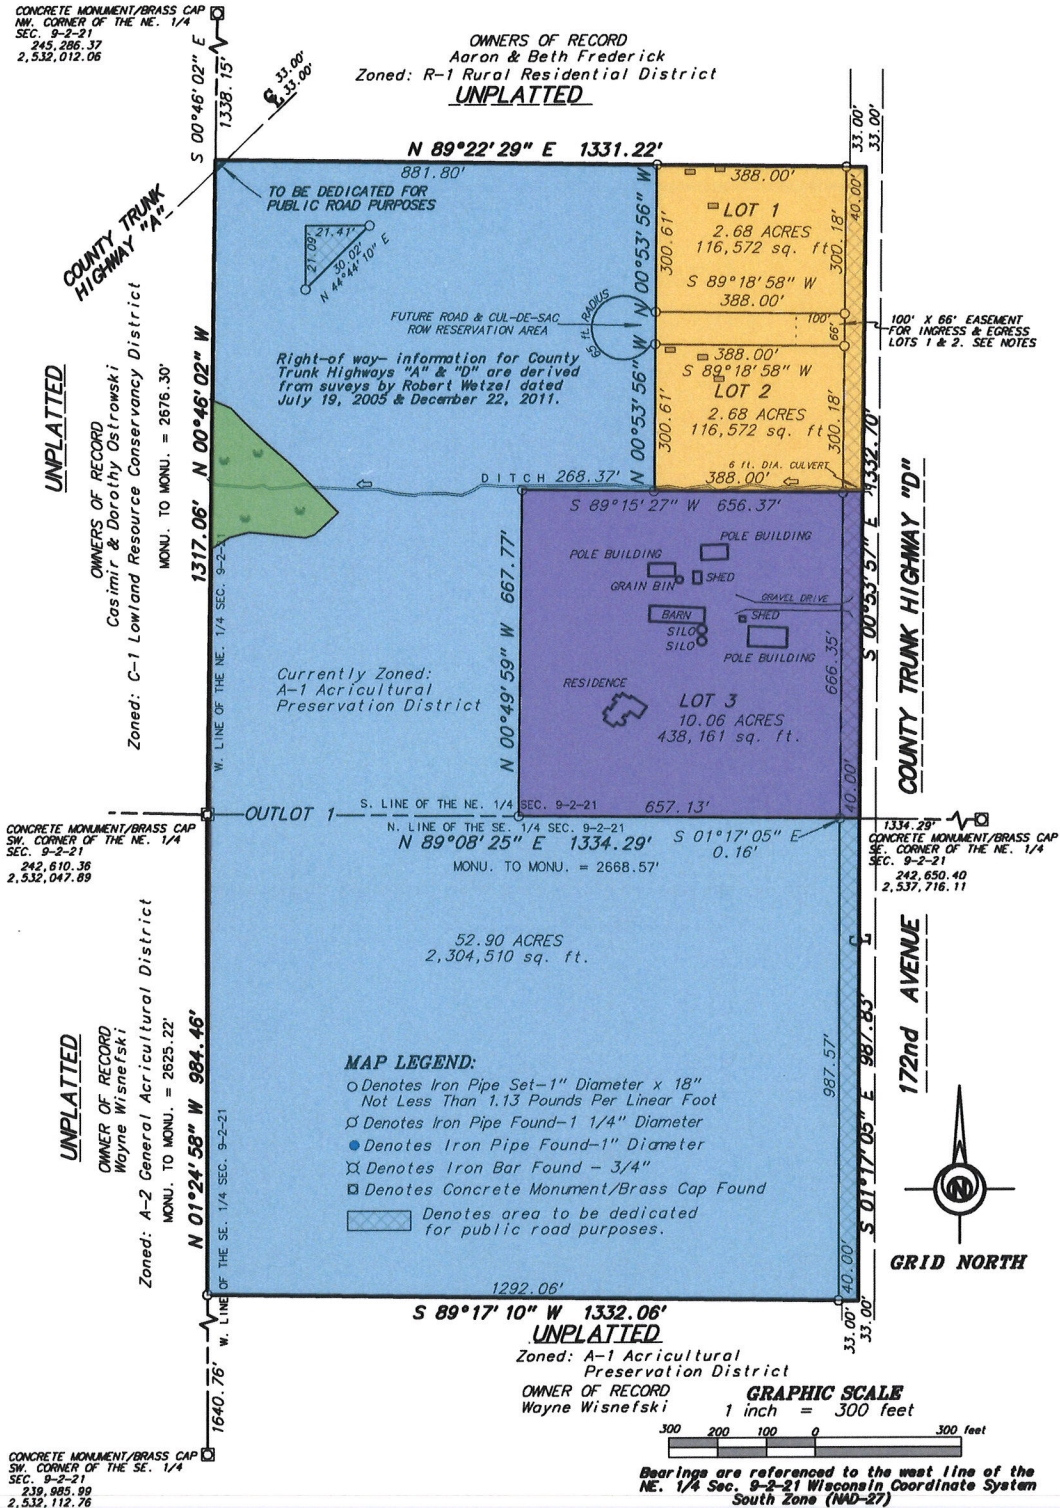 CONCRETE MONUMENT/BRASS CAP
NW. CORNER OF THE NE. 1/4
SEC. 9-2-21
245,286.37
2,532,012.06
S 00°46'02" E
1338.15'
C L
33.00'
33.00'
OWNERS OF RECORD
Aaron & Beth Frederick
Zoned: R-1 Rural Residential District
UNPLATTED
33.00'
33.00'
N 89°22'29" E 1331.22'
881.80'
388.00'
40.00'
TO BE DEDICATED FOR
PUBLIC ROAD PURPOSES
21.41'
21.09'
30.02'
N 44°44'10" E
COUNTY TRUNK
HIGHWAY "A"
N 00°53'56" W
300.61'
LOT 1
2.68 ACRES
116,572 sq. ft
300.18'
S 89°18'58" W
388.00'
FUTURE ROAD & CUL-DE-SAC
ROW RESERVATION AREA
65 ft. RADIUS
100'
66'
100' X 66' EASEMENT
FOR INGRESS & EGRESS
LOTS 1 & 2. SEE NOTES
Right-of way- information for County
Trunk Highways "A" & "D" are derived
from suveys by Robert Wetzel dated
July 19, 2005 & December 22, 2011.
N 00°53'56" W
300.61'
388.00'
S 89°18'58" W
LOT 2
2.68 ACRES
116,572 sq. ft
300.18'
6 ft. DIA. CULVERT
388.00'
DITCH 268.37'
UNPLATTED
OWNERS OF RECORD
Casimir & Dorothy Ostrowski
Zoned: C-1 Lowland Resource Conservancy District
MONU. TO MONU. = 2676.30'
1317.06' N 00°46'02" W
W. LINE OF THE NE. 1/4 SEC. 9-2-21
S 89°15'27" W 656.37'
POLE BUILDING
POLE BUILDING
GRAIN BIN
SHED
GRAVEL DRIVE
BARN
SHED
SILO
SILO
POLE BUILDING
RESIDENCE
LOT 3
10.06 ACRES
438,161 sq. ft.
N 00°49'59" W 667.77'
666.35'
40.00'
S 00°53'57" E 1332.70'
COUNTY TRUNK HIGHWAY "D"
Currently Zoned:
A-1 Acricultural
Preservation District
OUTLOT 1
S. LINE OF THE NE. 1/4 SEC. 9-2-21
657.13'
N. LINE OF THE SE. 1/4 SEC. 9-2-21
N 89°08'25" E 1334.29'
S 01°17'05" E
0.16'
MONU. TO MONU. = 2668.57'
CONCRETE MONUMENT/BRASS CAP
SW. CORNER OF THE NE. 1/4
SEC. 9-2-21
242,610.36
2,532,047.89
1334.29'
CONCRETE MONUMENT/BRASS CAP
SE. CORNER OF THE NE. 1/4
SEC. 9-2-21
242,650.40
2,537,716.11
52.90 ACRES
2,304,510 sq. ft.
UNPLATTED
OWNER OF RECORD
Wayne Wisnefski
Zoned: A-2 General Acricultural District
MONU. TO MONU. = 2625.22'
N 01°24'58" W 984.46'
W. LINE OF THE SE. 1/4 SEC. 9-2-21
C L
172nd AVENUE
987.57'
S 01°17'05" E 987.83'
MAP LEGEND:
Denotes Iron Pipe Set-1" Diameter x 18"
Not Less Than 1.13 Pounds Per Linear Foot
Denotes Iron Pipe Found-1 1/4" Diameter
Denotes Iron Pipe Found-1" Diameter
Denotes Iron Bar Found - 3/4"
Denotes Concrete Monument/Brass Cap Found
Denotes area to be dedicated
for public road purposes.
N
GRID NORTH
1292.06'
40.00'
S 89°17'10" W 1332.06'
33.00'
33.00'
UNPLATTED
Zoned: A-1 Acricultural
Preservation District
OWNER OF RECORD
Wayne Wisnefski
1640.76'
GRAPHIC SCALE
1 inch = 300 feet
300 200 100 0 300 feet
CONCRETE MONUMENT/BRASS CAP
SW. CORNER OF THE SE. 1/4
SEC. 9-2-21
239,985.99
2,532,112.76
Bearings are referenced to the west line of the
NE. 1/4 Sec. 9-2-21 Wisconsin Coordinate System
South Zone (NAD-27)